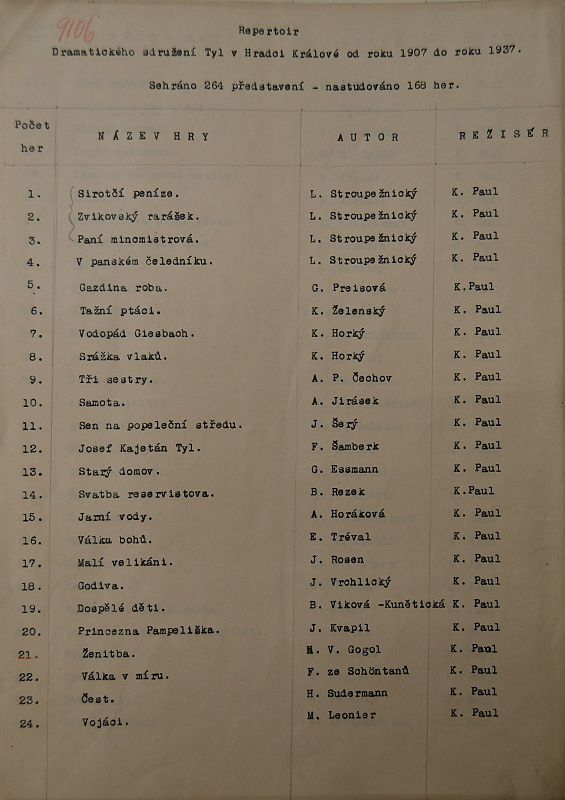 9106
Repertoir
Dramatického sdružení Tyl v Hradci Králové od roku 1907 do roku 1937.
Sehráno 264 představení - nastudováno 168 her.
Počet her NÁZEV HRY AUTOR REŽISÉR
1. Sirotčí peníze. L. Stroupežnický K. Paul
2. Zvikovský rarášek. L. Stroupežnický K. Paul
3. Paní mincmistrová. L. Stroupežnický K. Paul
4. V panském čeledníku. L. Stroupežnický K. Paul
5. Gazdina roba. G. Preisová K.Paul
6. Tažní ptáci. K. Želenský K. Paul
7. Vodopád Giesbach. K. Horký K. Paul
8. Srážka vlaků. K. Horký K. Paul
9. Tři sestry. A. P. Čechov K. Paul
10. Samota. A. Jirásek K. Paul
11. Sen na popeleční středu. J. Šerý K. Paul
12. Josef Kajetán Tyl. F. Šamberk K. Paul
13. Starý domov. G. Essmann K. Paul
14. Svatba reservistova. B. Rezek K.Paul
15. Jarní vody. A. Horáková K. Paul
16. Válka bohů. E. Tréval K. Paul
17. Malí velikáni. J. Rosen K. Paul
18. Godiva. J. Vrchlický K. Paul
19. Dospělé děti. B. Viková -Kunětická K. Paul
20. Princezna Pampeliška. J. Kvapil K. Paul
21. Ženitba. N. V. Gogol K. Paul
22. Válka v míru. F. ze Schöntanů K. Paul
23. Čest. H. Sudermann K. Paul
24. Vojáci. M. Leonier K. Paul